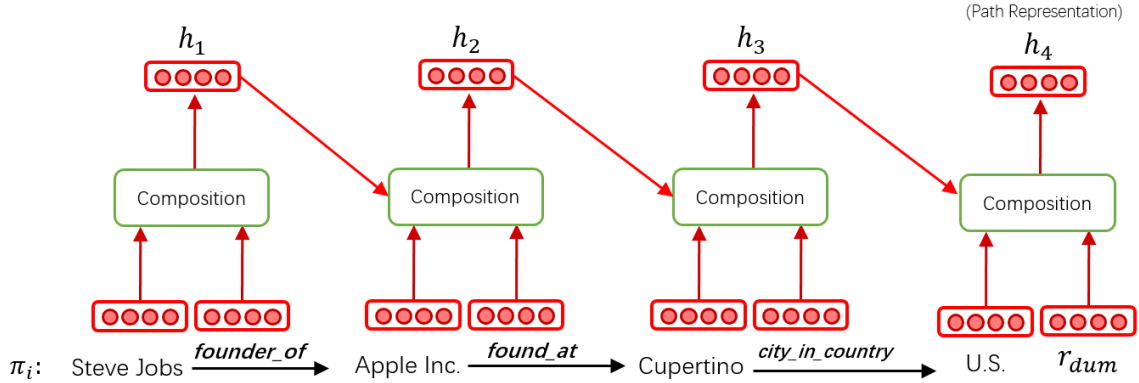 (Path Representation)
h₁
h₂
h₃
h₄
Composition
Composition
Composition
Composition
πᵢ: Steve Jobs founder_of Apple Inc. found_at Cupertino city_in_country U.S. r_dum